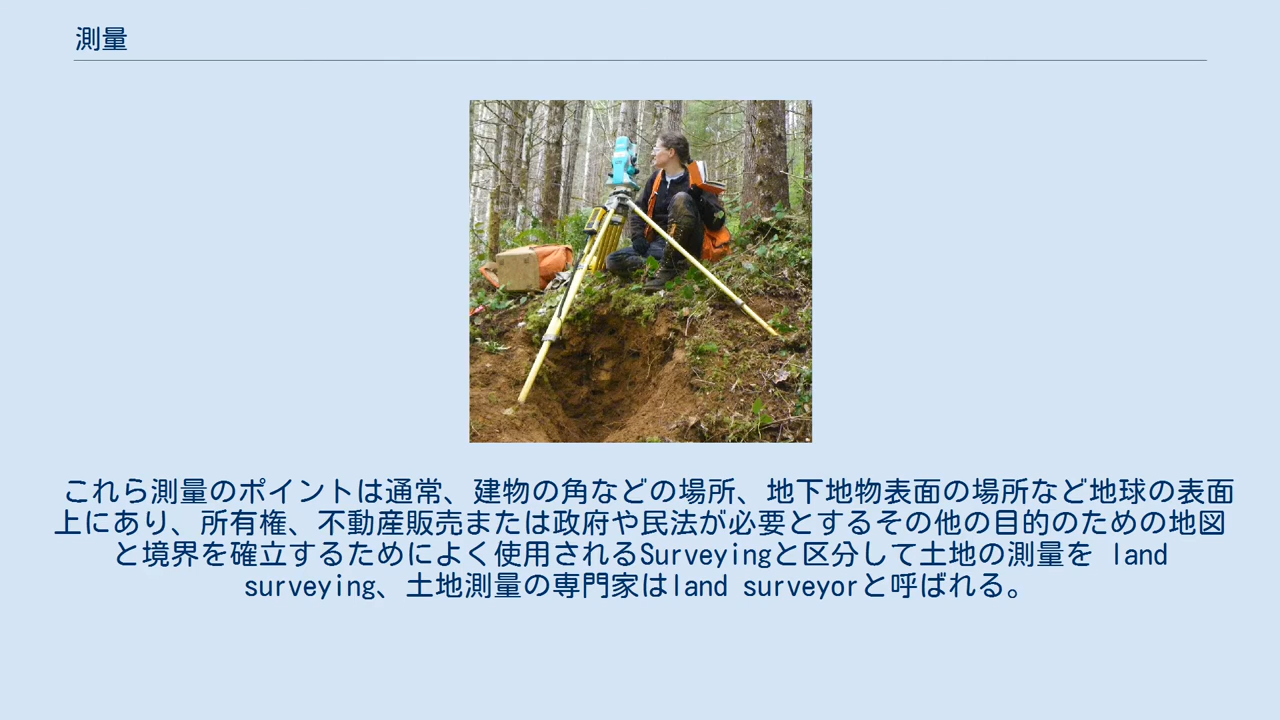 測量
これら測量のポイントは通常、建物の角などの場所、地下地物表面の場所など地球の表面
上にあり、所有権、不動産販売または政府や民法が必要とするその他の目的のための地図
と境界を確立するためによく使用されるSurveyingと区分して土地の測量を land
surveying、土地測量の専門家はland surveyorと呼ばれる。